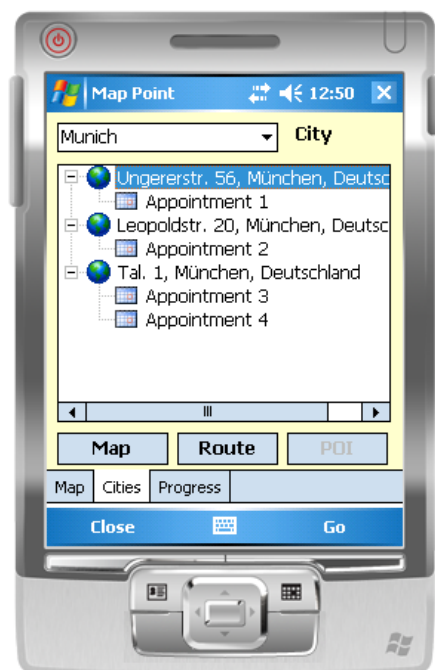 Map Point 12:50
Munich City
Ungererstr. 56, München, Deutsc
Appointment 1
Leopoldstr. 20, München, Deutsc
Appointment 2
Tal. 1, München, Deutschland
Appointment 3
Appointment 4
Map Route POI
Map Cities Progress
Close Go